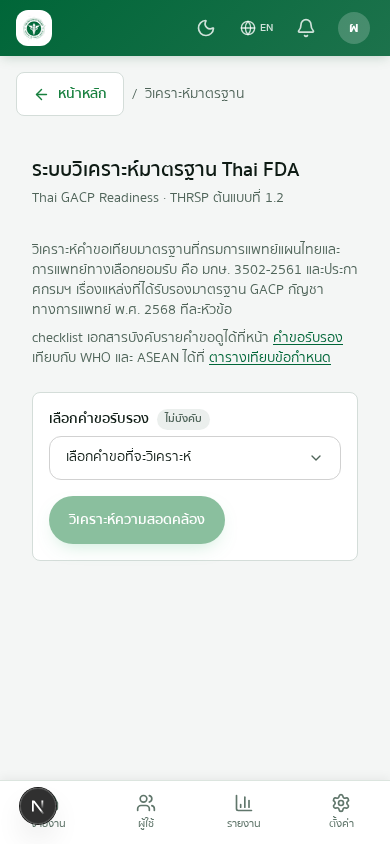 EN
พ
หน้าหลัก / วิเคราะห์มาตรฐาน
ระบบวิเคราะห์มาตรฐาน Thai FDA
Thai GACP Readiness · THRSP ต้นแบบที่ 1.2
วิเคราะห์คำขอเทียบมาตรฐานที่กรมการแพทย์แผนไทยและ
การแพทย์ทางเลือกยอมรับ คือ มกษ. 3502-2561 และประกา
ศกรมฯ เรื่องแหล่งที่ได้รับรองมาตรฐาน GACP กัญชา
ทางการแพทย์ พ.ศ. 2568 ทีละหัวข้อ
checklist เอกสารบังคับรายคำขอดูได้ที่หน้า คำขอรับรอง
เทียบกับ WHO และ ASEAN ได้ที่ ตารางเทียบข้อกำหนด
เลือกคำขอรับรอง ไม่บังคับ
เลือกคำขอที่จะวิเคราะห์
วิเคราะห์ความสอดคล้อง
N
ผู้ใช้ รายงาน ตั้งค่า